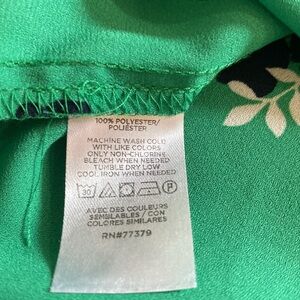 100% POLYESTER/
POLIESTER
MACHINE WASH COLD
WITH LIKE COLORS
ONLY NON-CHLORINE
BLEACH WHEN NEEDED
TUMBLE DRY LOW
COOL IRON WHEN NEEDED
30 P
AVEC DES COULEURS
SEMBLABLES / CON
COLORES SIMILARES
RN#77379